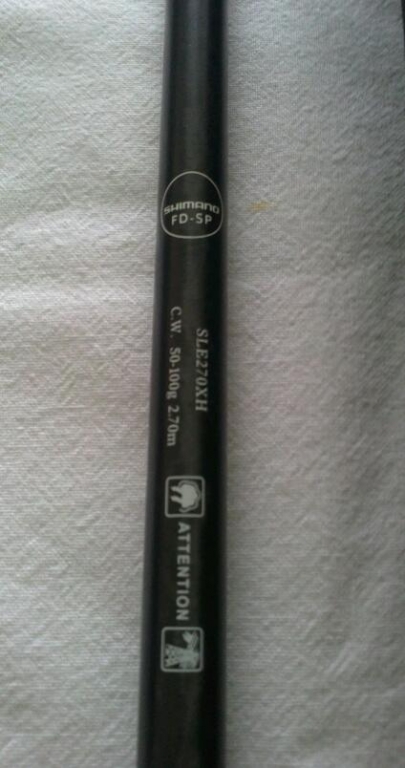 SHIMANO
FD-SP
SLE270XH
C.W. 50-100g 2.70m
ATTENTION